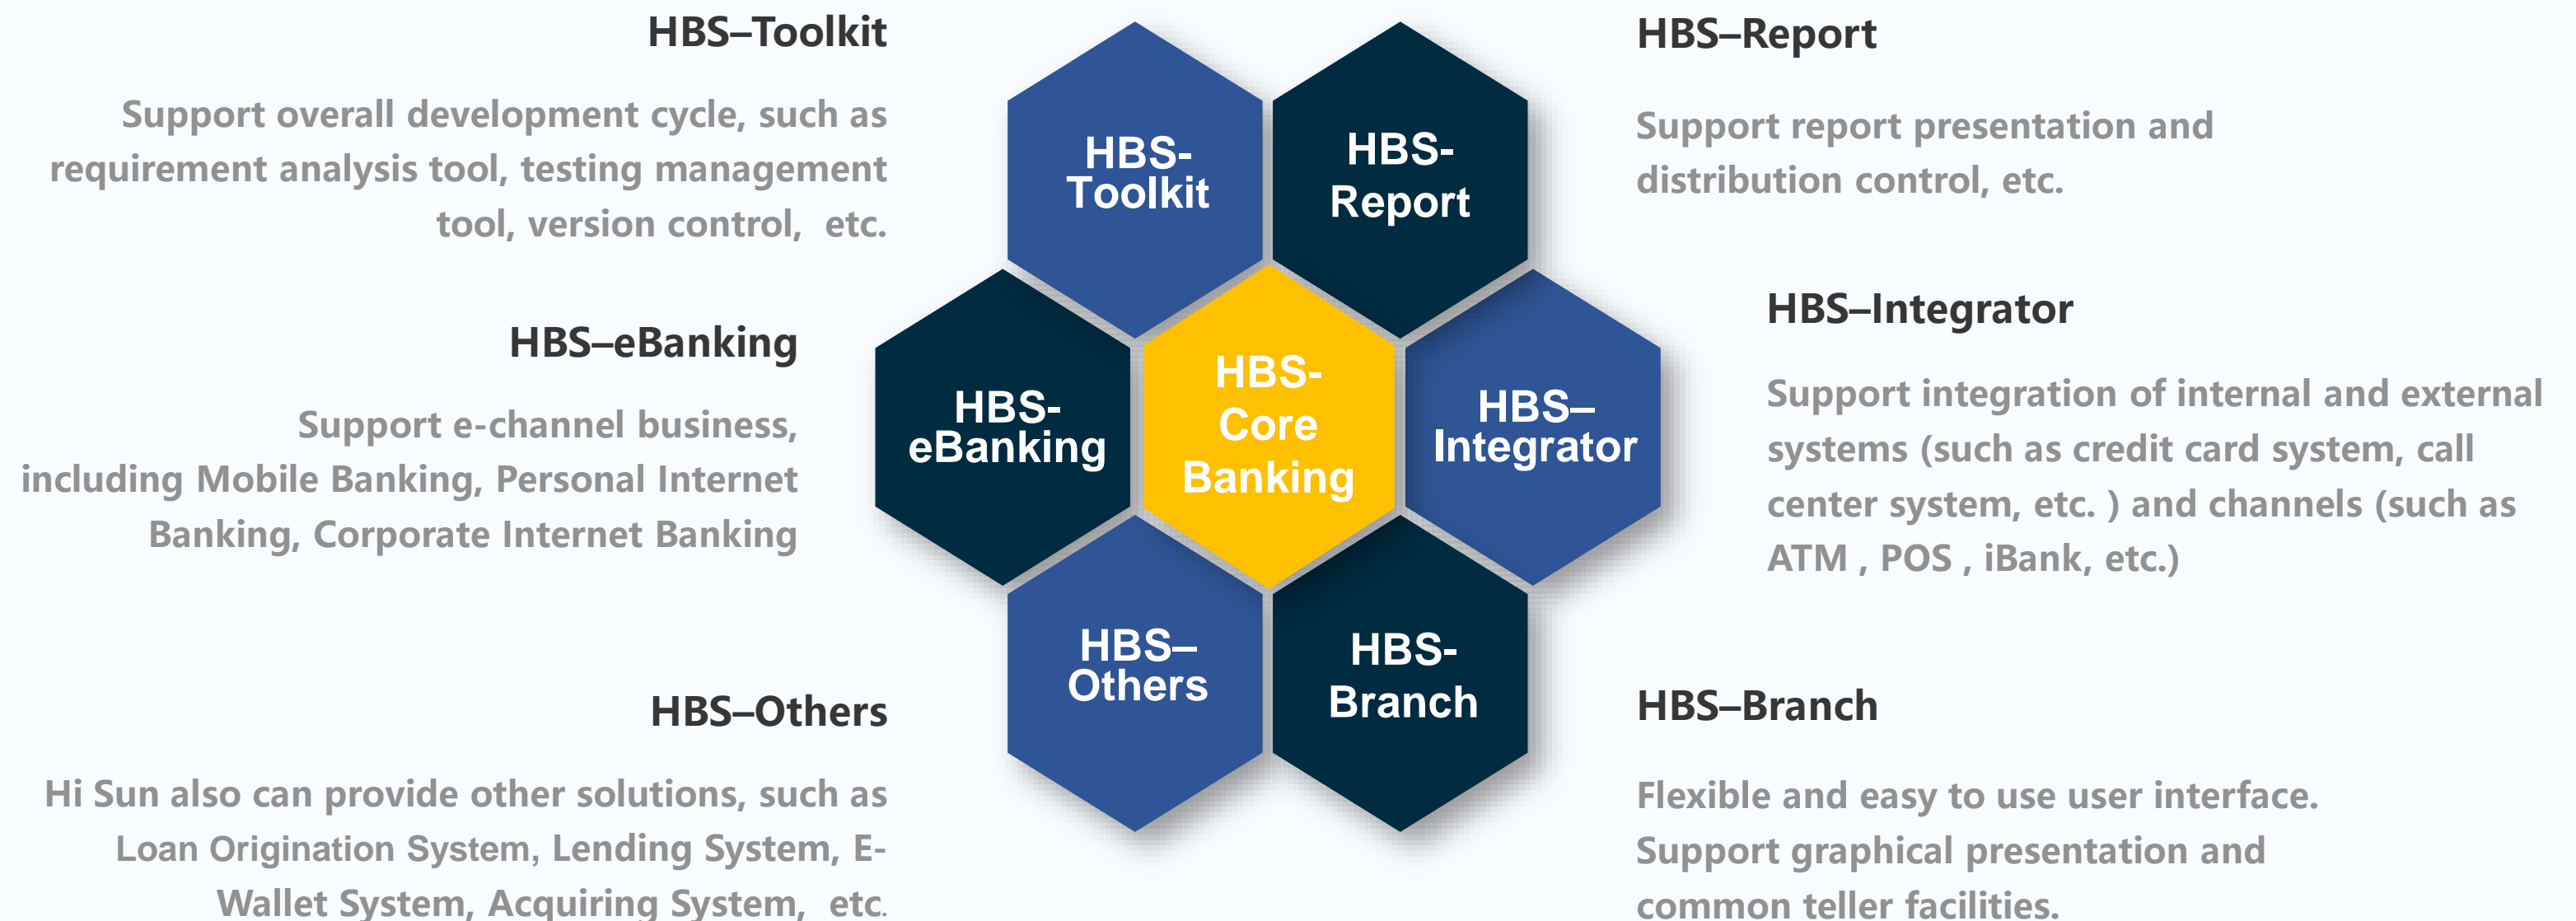 HBS–Toolkit
Support overall development cycle, such as
requirement analysis tool, testing management
tool, version control,  etc.
HBS–eBanking
Support e-channel business,
including Mobile Banking, Personal Internet
Banking, Corporate Internet Banking
HBS–Others
Hi Sun also can provide other solutions, such as
Loan Origination System, Lending System, E-
Wallet System, Acquiring System,  etc.
HBS-
Toolkit
HBS-
Report
HBS-
eBanking
HBS-
Core
Banking
HBS–
Integrator
HBS–
Others
HBS-
Branch
HBS–Report
Support report presentation and
distribution control, etc.
HBS–Integrator
Support integration of internal and external
systems (such as credit card system, call
center system, etc. ) and channels (such as
ATM , POS , iBank, etc.)
HBS–Branch
Flexible and easy to use user interface.
Support graphical presentation and
common teller facilities.